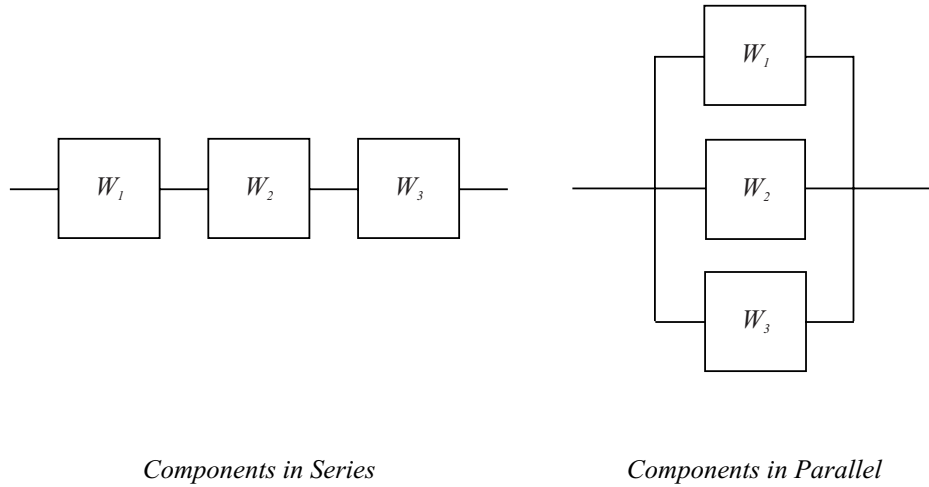 W₁ W₂ W₃
W₁
W₂
W₃
Components in Series
Components in Parallel